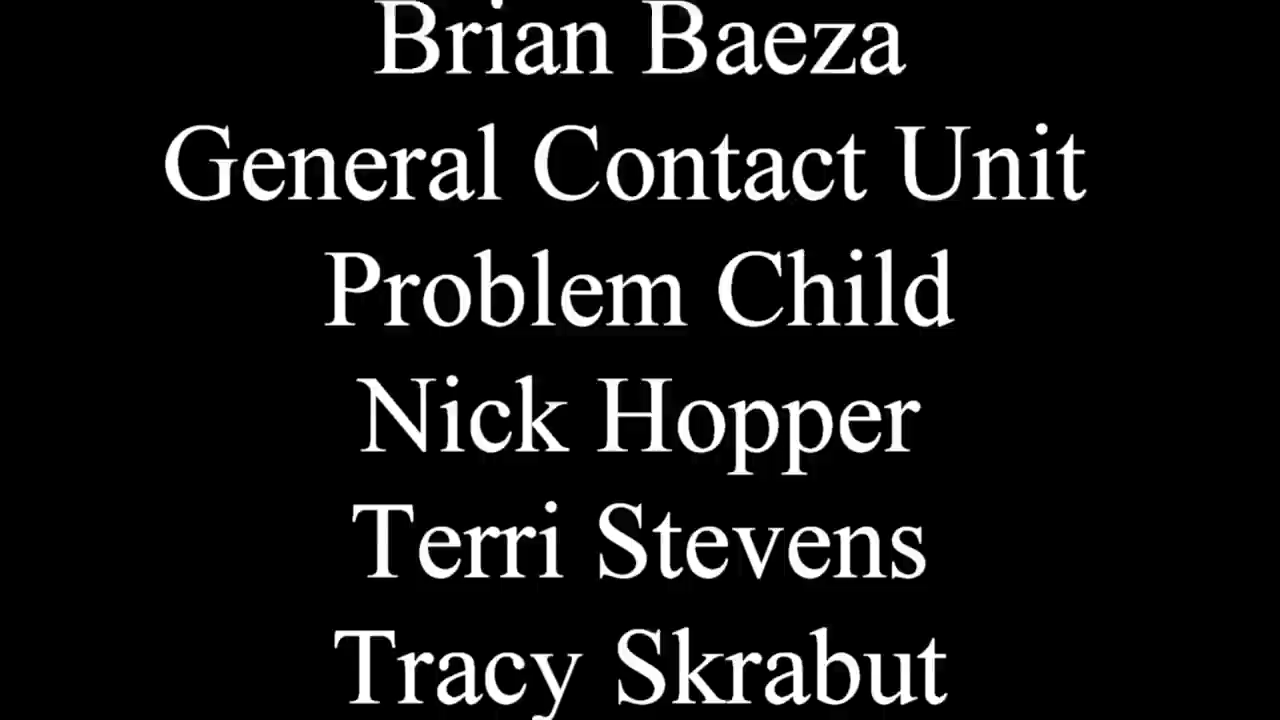 Brian Baeza
General Contact Unit
Problem Child
Nick Hopper
Terri Stevens
Tracy Skrabut